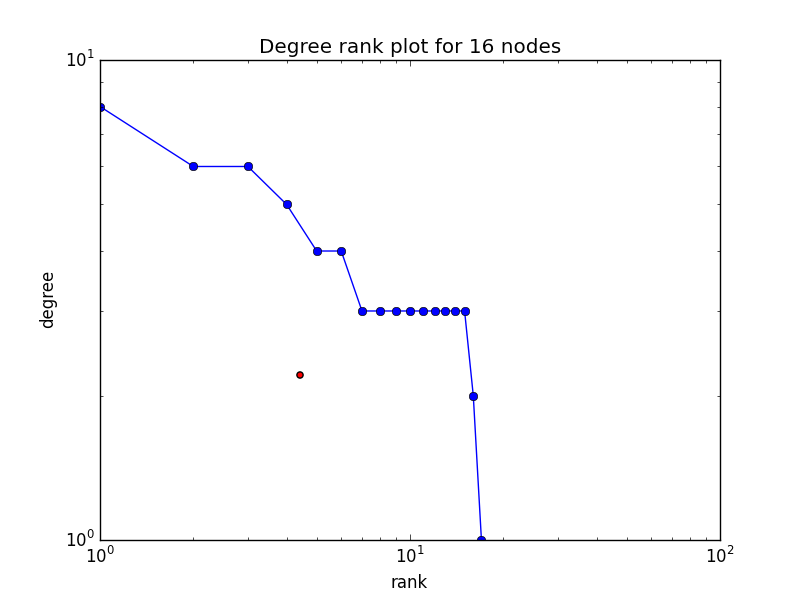 Degree rank plot for 16 nodes
10¹
degree
10⁰
10⁰ 10¹ 10²
rank